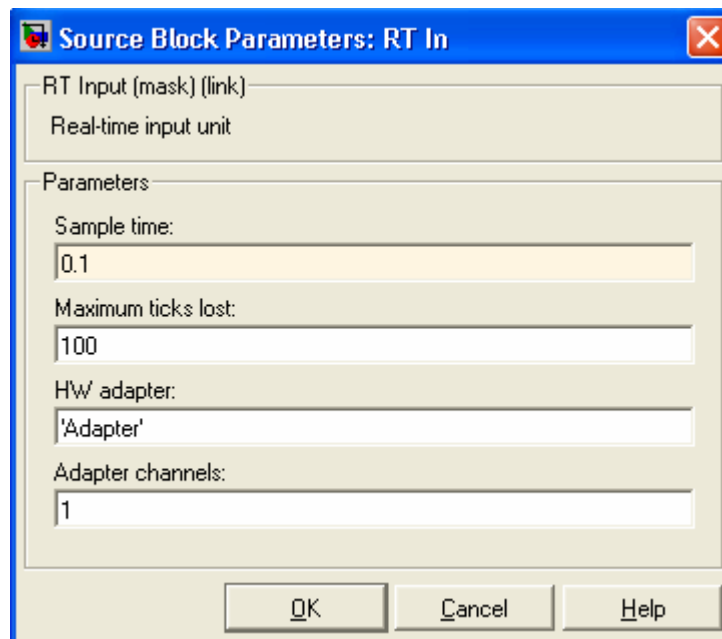 Source Block Parameters: RT In
RT Input (mask) (link)
Real-time input unit
Parameters
Sample time:
0.1
Maximum ticks lost:
100
HW adapter:
'Adapter'
Adapter channels:
1
OK Cancel Help